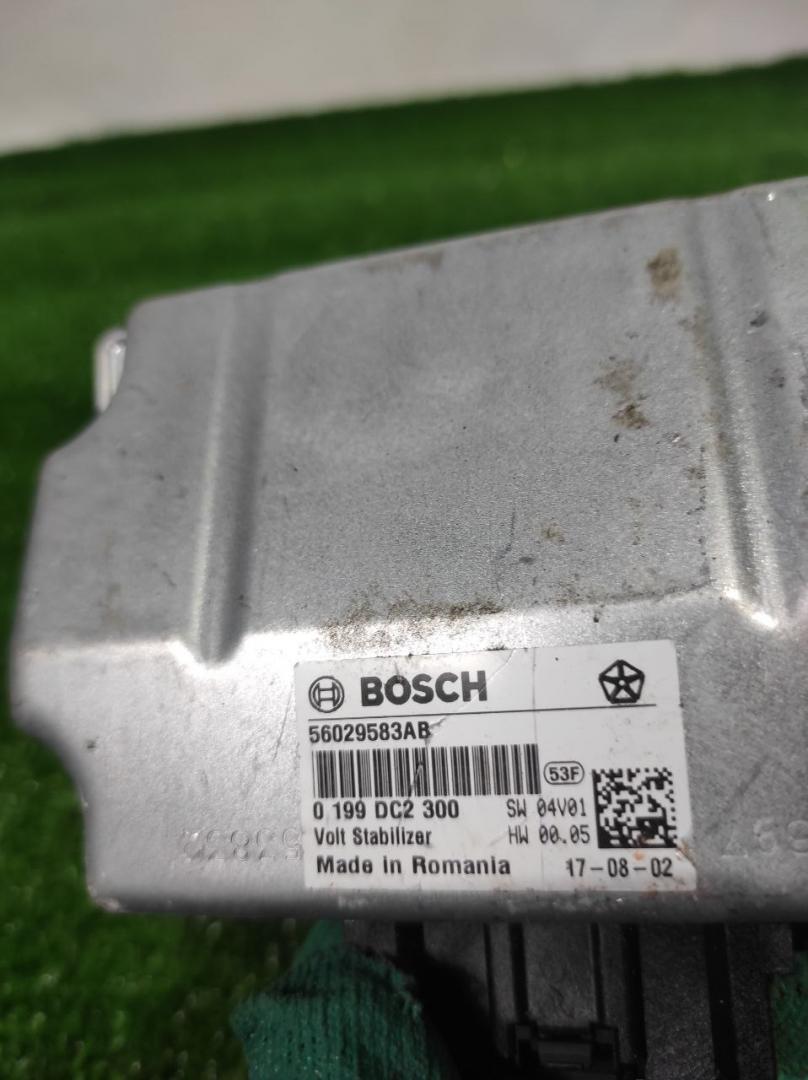 BOSCH
56029583AB
53F
0 199 DC2 300 SW 04V01
Volt Stabilizer HW 00.05
Made in Romania 17-08-02